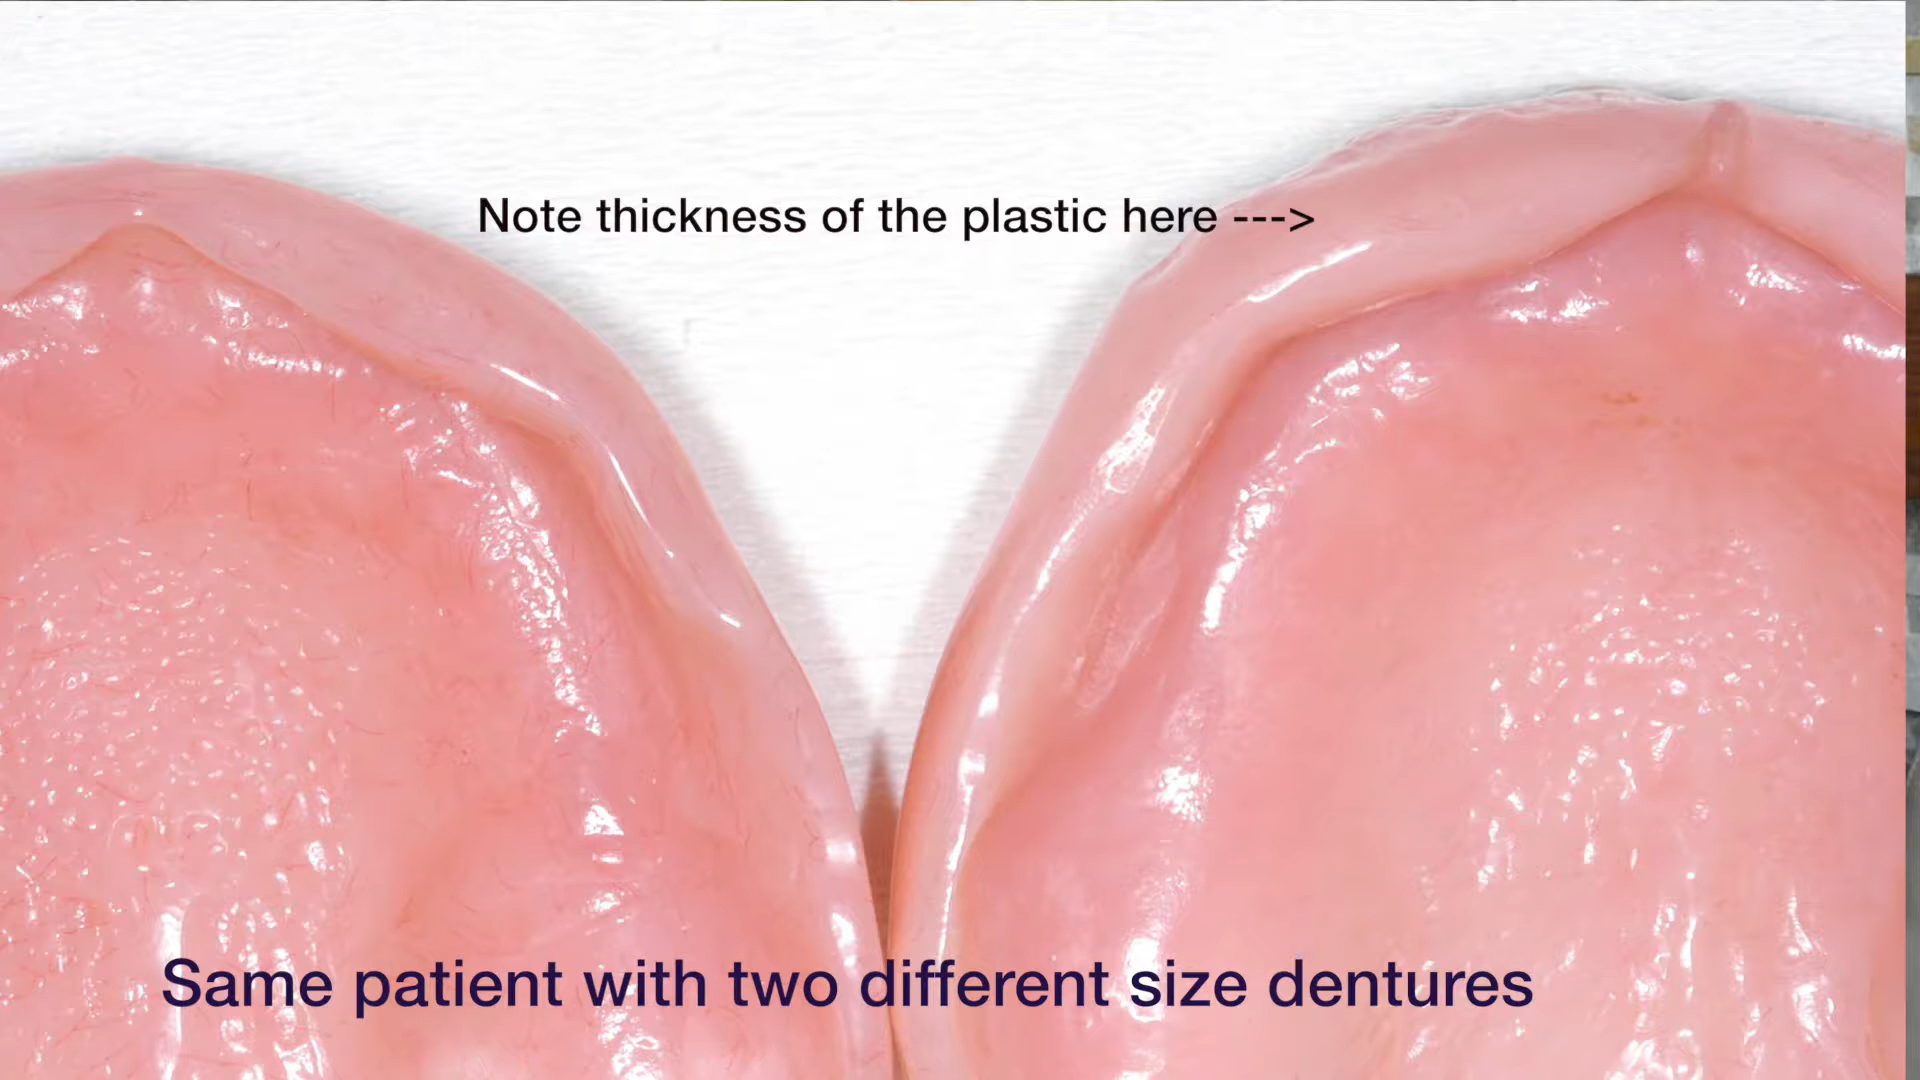 Note thickness of the plastic here --->
Same patient with two different size dentures